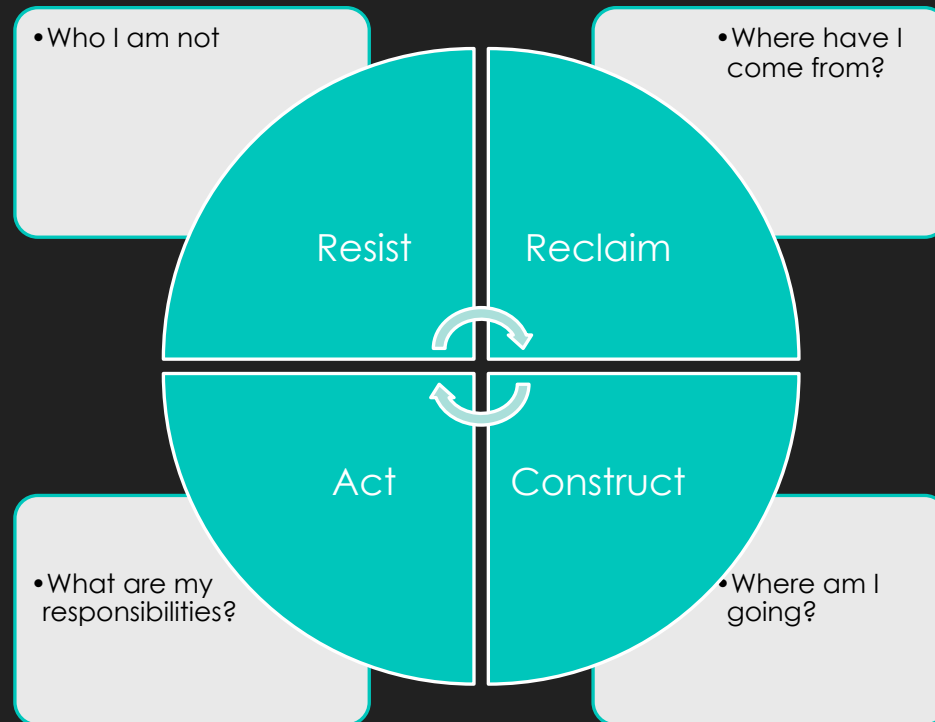 •Who I am not
•Where have I
come from?
Resist
Reclaim
Act
Construct
•What are my
responsibilities?
•Where am I
going?